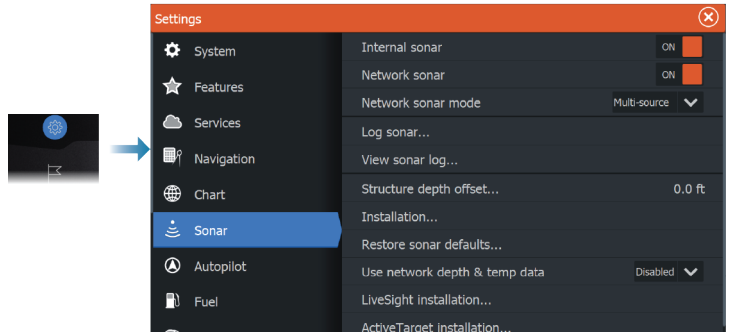 Settings
System
Features
Services
Navigation
Chart
Sonar
Autopilot
Fuel
Internal sonar ON
Network sonar ON
Network sonar mode Multi-source
Log sonar...
View sonar log...
Structure depth offset... 0.0 ft
Installation...
Restore sonar defaults...
Use network depth & temp data Disabled
LiveSight installation...
ActiveTarget installation...